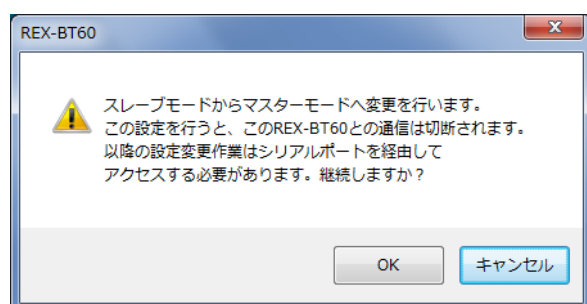 REX-BT60
スレーブモードからマスターモードへ変更を行います。
この設定を行うと、このREX-BT60との通信は切断されます。
以降の設定変更作業はシリアルポートを経由して
アクセスする必要があります。継続しますか？
OK
キャンセル